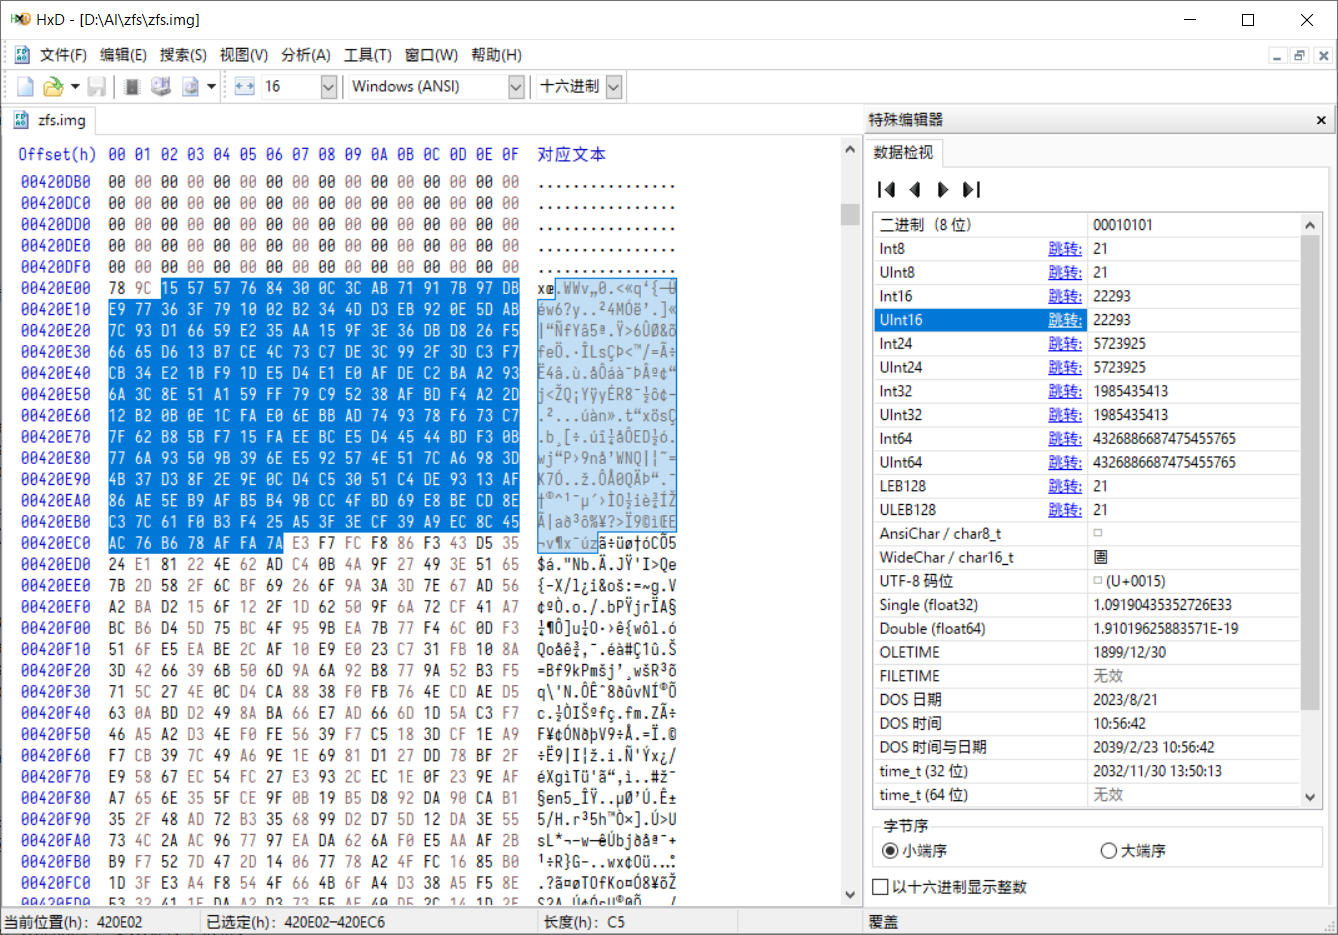 HxD - [D:\AI\zfs\zfs.img]
文件(F) 编辑(E) 搜索(S) 视图(V) 分析(A) 工具(T) 窗口(W) 帮助(H)
16 Windows (ANSI) 十六进制
zfs.img
Offset(h) 00 01 02 03 04 05 06 07 08 09 0A 0B 0C 0D 0E 0F 对应文本
00420DB0 00 00 00 00 00 00 00 00 00 00 00 00 00 00 00 00 ................
00420DC0 00 00 00 00 00 00 00 00 00 00 00 00 00 00 00 00 ................
00420DD0 00 00 00 00 00 00 00 00 00 00 00 00 00 00 00 00 ................
00420DE0 00 00 00 00 00 00 00 00 00 00 00 00 00 00 00 00 ................
00420DF0 00 00 00 00 00 00 00 00 00 00 00 00 00 00 00 00 ................
00420E00 78 9C 15 57 57 76 84 30 0C 3C AB 71 91 7B 97 DB xœ.WWv„0.<«q‘{—Û
00420E10 E9 77 36 3F 79 10 02 B2 34 4D D3 EB 92 0E 5D AB éw6?y..²4MÓë’.]«
00420E20 7C 93 D1 66 59 E2 35 AA 15 9F 3E 36 DB D8 26 F5 |“ÑfYâ5ª.Ÿ>6ÛØ&õ
00420E30 66 65 D6 13 B7 CE 4C 73 C7 DE 3C 99 2F 3D C3 F7 feÖ.·ÎLsÇÞ<™/=Ã÷
00420E40 CB 34 E2 1B F9 1D E5 D4 E1 E0 AF DE C2 BA A2 93 Ë4â.ù.åÔáà¯ÞÂº¢“
00420E50 6A 3C 8E 51 A1 59 FF 79 C9 52 38 AF BD F4 A2 2D j<ŽQ¡YÿyÉR8¯½ô¢-
00420E60 12 B2 0B 0E 1C FA E0 6E BB AD 74 93 78 F6 73 C7 .²...úàn».t“xösÇ
00420E70 7F 62 B8 5B F7 15 FA EE BC E5 D4 45 44 BD F3 0B .b¸[÷.úî¼åÔED½ó.
00420E80 77 6A 93 50 9B 39 6E E5 92 57 4E 51 7C A6 98 3D wj“P›9nå’WNQ|¦˜=
00420E90 4B 37 D3 8F 2E 9E 0C D4 C5 30 51 C4 DE 93 13 AF K7Ó..ž.ÔÅ0QÄÞ“.¯
00420EA0 86 AE 5E B9 AF B5 B4 9B CC 4F BD 69 E8 BE CD 8E †®^¹¯µ´›ÌO½iè¾ÍŽ
00420EB0 C3 7C 61 F0 B3 F4 25 A5 3F 3E CF 39 A9 EC 8C 45 Ã|að³ô%¥?>Ï9©ìŒE
00420EC0 AC 76 B6 78 AF FA 7A E3 F7 FC F8 86 F3 43 D5 35 ¬v¶x¯úzã÷üø†óCÕ5
00420ED0 24 E1 81 22 4E 62 AD C4 0B 4A 9F 27 49 3E 51 65 $á."Nb.Ä.JŸ'I>Qe
00420EE0 7B 2D 58 2F 6C BF 69 26 6F 9A 3A 3D 7E 67 AD 56 {-X/l¿i&oš:=~g.V
00420EF0 A2 BA D2 15 6F 12 2F 1D 62 50 9F 6A 72 CF 41 A7 ¢ºÒ.o./.bPŸjrÏA§
00420F00 BC B6 D4 5D 75 BC 4F 95 9B EA 7B 77 F4 6C 0D F3 ¼¶Ô]u¼O•›ê{wôl.ó
00420F10 51 6F E5 EA BE 2C AF 10 E9 E0 23 C7 31 FB 10 8A Qoåê¾,¯.éà#Ç1û.Š
00420F20 3D 42 66 39 6B 50 6D 9A 6A 92 B8 77 9A 52 B3 F5 =Bf9kPmšj’¸wšR³õ
00420F30 71 5C 27 4E 0C D4 CA 88 38 F0 FB 76 4E CD AE D5 q\'N.ÔÊˆ8ðûvNÍ®Õ
00420F40 63 0A BD D2 49 8A BA 66 E7 AD 66 6D 1D 5A C3 F7 c.½ÒIŠºfç.fm.ZÃ÷
00420F50 46 A5 A2 D3 4E F0 FE 56 39 F7 C5 18 3D CF 1E A9 F¥¢ÓNðþV9÷Å.=Ï.©
00420F60 F7 CB 39 7C 49 A6 9E 1E 69 81 D1 27 DD 78 BF 2F ÷Ë9|I¦ž.i.Ñ'Ýx¿/
00420F70 E9 58 67 EC 54 FC 27 E3 93 2C EC 1E 0F 23 9E AF éXgìTü'ã“,ì..#ž¯
00420F80 A7 65 6E 35 5F CE 9F 0B 19 B5 D8 92 DA 90 CA B1 §en5_ÎŸ..µØ’Ú.Ê±
00420F90 35 2F 48 AD 72 B3 35 68 99 D2 D7 5D 12 DA 3E 55 5/H.r³5h™Ò×].Ú>U
00420FA0 73 4C 2A AC 96 77 97 EA DA 62 6A F0 E5 AA AF 2B sL*¬–w—êÚbjðåª¯+
00420FB0 B9 F7 52 7D 47 2D 14 06 77 78 A2 4F FC 16 85 B0 ¹÷R}G-..wx¢Oü.…°
00420FC0 1D 3F E3 A4 F8 54 4F 66 4B 6F A4 D3 38 A5 F5 8E .?ã¤øTOfKo¤Ó8¥õŽ
特殊编辑器
数据检视
二进制 (8 位) 00010101
Int8 跳转: 21
UInt8 跳转: 21
Int16 跳转: 22293
UInt16 跳转: 22293
Int24 跳转: 5723925
UInt24 跳转: 5723925
Int32 跳转: 1985435413
UInt32 跳转: 1985435413
Int64 跳转: 4326886687475455765
UInt64 跳转: 4326886687475455765
LEB128 跳转: 21
ULEB128 跳转: 21
AnsiChar / char8_t □
WideChar / char16_t 圕
UTF-8 码位 □ (U+0015)
Single (float32) 1.09190435352726E33
Double (float64) 1.91019625883571E-19
OLETIME 1899/12/30
FILETIME 无效
DOS 日期 2023/8/21
DOS 时间 10:56:42
DOS 时间与日期 2039/2/23 10:56:42
time_t (32 位) 2032/11/30 13:50:13
time_t (64 位) 无效
字节序
小端序 大端序
以十六进制显示整数
当前位置(h): 420E02 已选定(h): 420E02-420EC6 长度(h): C5 覆盖